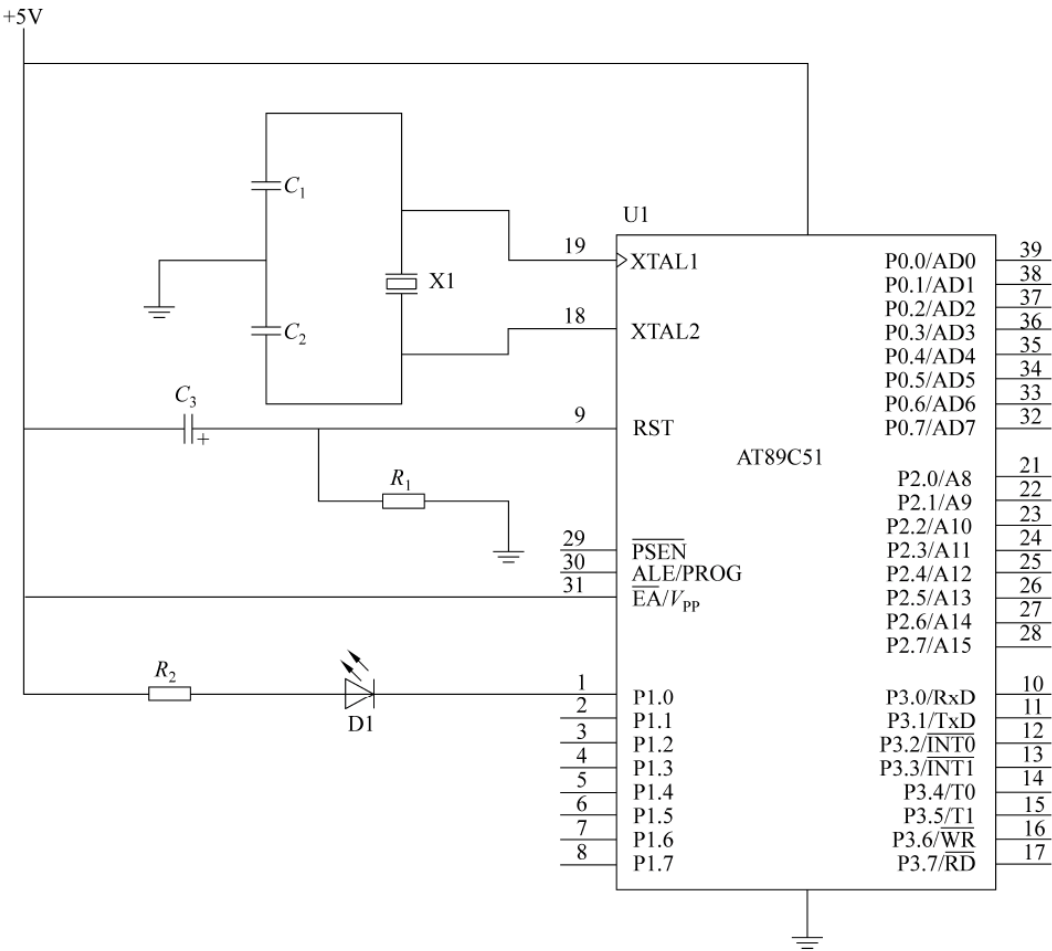 +5V
C1
C2
X1
C3
+
R1
R2
D1
U1
19 XTAL1
18 XTAL2
9 RST
29 P̅S̅E̅N̅
30 ALE/PROG
31 E̅A̅/VPP
1 P1.0
2 P1.1
3 P1.2
4 P1.3
5 P1.4
6 P1.5
7 P1.6
8 P1.7
AT89C51
P0.0/AD0 39
P0.1/AD1 38
P0.2/AD2 37
P0.3/AD3 36
P0.4/AD4 35
P0.5/AD5 34
P0.6/AD6 33
P0.7/AD7 32
P2.0/A8 21
P2.1/A9 22
P2.2/A10 23
P2.3/A11 24
P2.4/A12 25
P2.5/A13 26
P2.6/A14 27
P2.7/A15 28
P3.0/RxD 10
P3.1/TxD 11
P3.2/I̅N̅T̅0̅ 12
P3.3/I̅N̅T̅1̅ 13
P3.4/T0 14
P3.5/T1 15
P3.6/W̅R̅ 16
P3.7/R̅D̅ 17